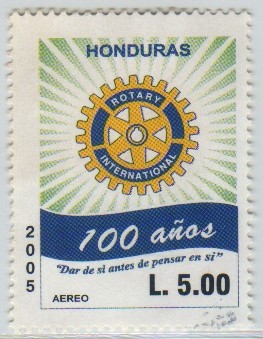 HONDURAS
ROTARY
INTERNATIONAL
100 años
"Dar de si antes de pensar en si"
2005
AEREO
L. 5.00